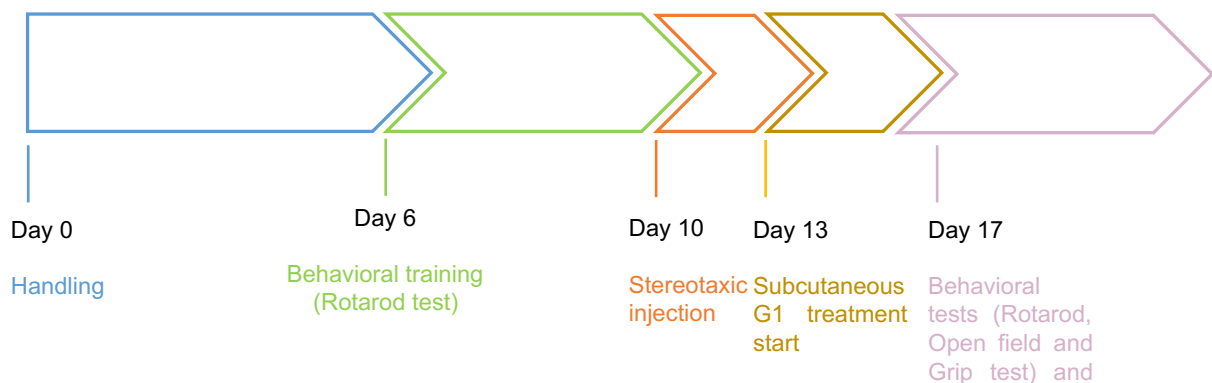 Day 0
Day 6
Day 10
Day 13
Day 17
Handling
Behavioral training
(Rotarod test)
Stereotaxic
injection
Subcutaneous
G1 treatment
start
Behavioral
tests (Rotarod,
Open field and
Grip test) and